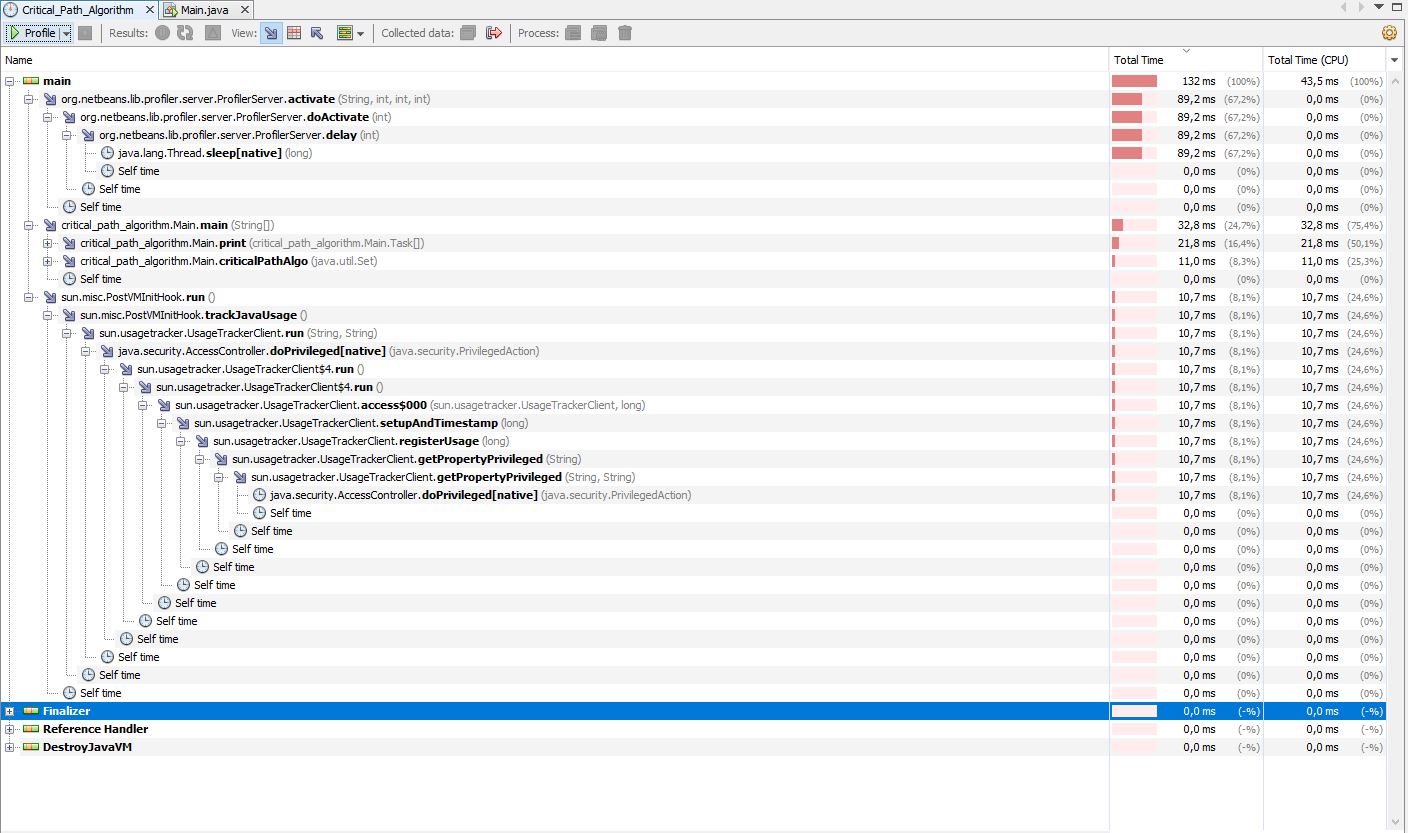 Critical_Path_Algorithm Main.java
Profile Results: View: Collected data: Process:
Name Total Time Total Time (CPU)
main 132 ms (100%) 43,5 ms (100%)
org.netbeans.lib.profiler.server.ProfilerServer.activate (String, int, int, int) 89,2 ms (67,2%) 0,0 ms (0%)
org.netbeans.lib.profiler.server.ProfilerServer.doActivate (int) 89,2 ms (67,2%) 0,0 ms (0%)
org.netbeans.lib.profiler.server.ProfilerServer.delay (int) 89,2 ms (67,2%) 0,0 ms (0%)
java.lang.Thread.sleep[native] (long) 89,2 ms (67,2%) 0,0 ms (0%)
Self time 0,0 ms (0%) 0,0 ms (0%)
Self time 0,0 ms (0%) 0,0 ms (0%)
Self time 0,0 ms (0%) 0,0 ms (0%)
critical_path_algorithm.Main.main (String[]) 32,8 ms (24,7%) 32,8 ms (75,4%)
critical_path_algorithm.Main.print (critical_path_algorithm.Main.Task[]) 21,8 ms (16,4%) 21,8 ms (50,1%)
critical_path_algorithm.Main.criticalPathAlgo (java.util.Set) 11,0 ms (8,3%) 11,0 ms (25,3%)
Self time 0,0 ms (0%) 0,0 ms (0%)
sun.misc.PostVMInitHook.run () 10,7 ms (8,1%) 10,7 ms (24,6%)
sun.misc.PostVMInitHook.trackJavaUsage () 10,7 ms (8,1%) 10,7 ms (24,6%)
sun.usagetracker.UsageTrackerClient.run (String, String) 10,7 ms (8,1%) 10,7 ms (24,6%)
java.security.AccessController.doPrivileged[native] (java.security.PrivilegedAction) 10,7 ms (8,1%) 10,7 ms (24,6%)
sun.usagetracker.UsageTrackerClient$4.run () 10,7 ms (8,1%) 10,7 ms (24,6%)
sun.usagetracker.UsageTrackerClient$4.run () 10,7 ms (8,1%) 10,7 ms (24,6%)
sun.usagetracker.UsageTrackerClient.access$000 (sun.usagetracker.UsageTrackerClient, long) 10,7 ms (8,1%) 10,7 ms (24,6%)
sun.usagetracker.UsageTrackerClient.setupAndTimestamp (long) 10,7 ms (8,1%) 10,7 ms (24,6%)
sun.usagetracker.UsageTrackerClient.registerUsage (long) 10,7 ms (8,1%) 10,7 ms (24,6%)
sun.usagetracker.UsageTrackerClient.getPropertyPrivileged (String) 10,7 ms (8,1%) 10,7 ms (24,6%)
sun.usagetracker.UsageTrackerClient.getPropertyPrivileged (String, String) 10,7 ms (8,1%) 10,7 ms (24,6%)
java.security.AccessController.doPrivileged[native] (java.security.PrivilegedAction) 10,7 ms (8,1%) 10,7 ms (24,6%)
Self time 0,0 ms (0%) 0,0 ms (0%)
Self time 0,0 ms (0%) 0,0 ms (0%)
Self time 0,0 ms (0%) 0,0 ms (0%)
Self time 0,0 ms (0%) 0,0 ms (0%)
Self time 0,0 ms (0%) 0,0 ms (0%)
Self time 0,0 ms (0%) 0,0 ms (0%)
Self time 0,0 ms (0%) 0,0 ms (0%)
Self time 0,0 ms (0%) 0,0 ms (0%)
Self time 0,0 ms (0%) 0,0 ms (0%)
Self time 0,0 ms (0%) 0,0 ms (0%)
Self time 0,0 ms (0%) 0,0 ms (0%)
Finalizer 0,0 ms (-%) 0,0 ms (-%)
Reference Handler 0,0 ms (-%) 0,0 ms (-%)
DestroyJavaVM 0,0 ms (-%) 0,0 ms (-%)